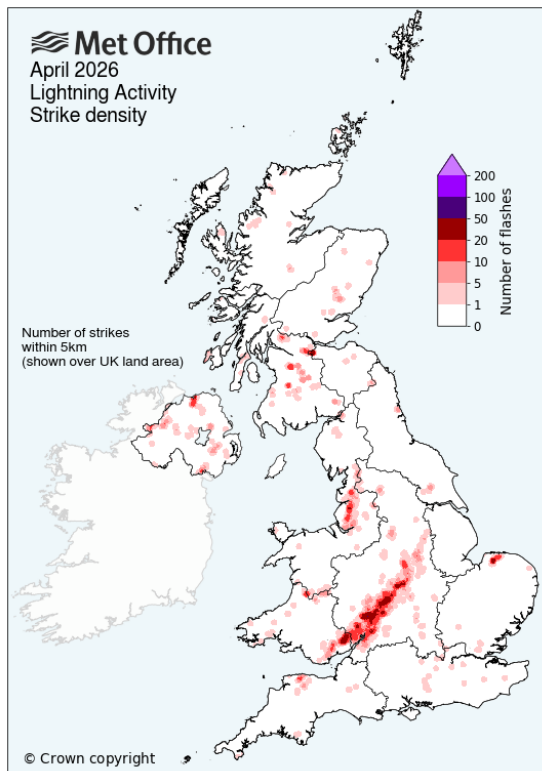 Met Office
April 2026
Lightning Activity
Strike density
200
100
50
20
10
5
1
0
Number of flashes
Number of strikes
within 5km
(shown over UK land area)
© Crown copyright